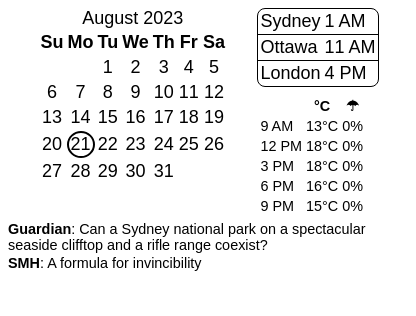 August 2023
Su Mo Tu We Th Fr Sa
1 2 3 4 5
6 7 8 9 10 11 12
13 14 15 16 17 18 19
20 21 22 23 24 25 26
27 28 29 30 31
Sydney 1 AM
Ottawa 11 AM
London 4 PM
°C ☂
9 AM 13°C 0%
12 PM 18°C 0%
3 PM 18°C 0%
6 PM 16°C 0%
9 PM 15°C 0%
Guardian: Can a Sydney national park on a spectacular
seaside clifftop and a rifle range coexist?
SMH: A formula for invincibility